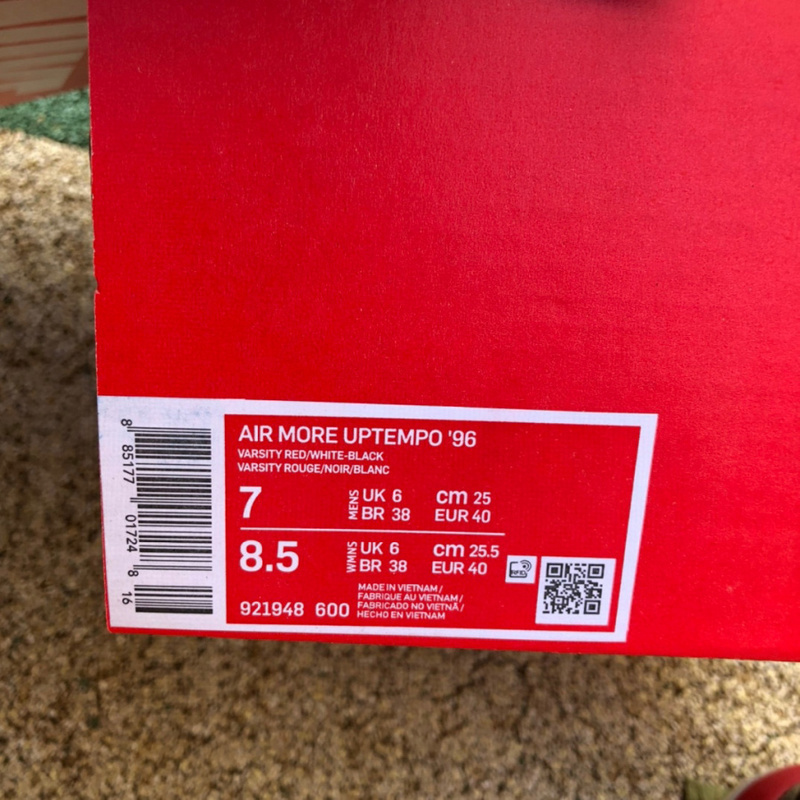 AIR MORE UPTEMPO '96
VARSITY RED/WHITE-BLACK
VARSITY ROUGE/NOIR/BLANC
7 MENS UK 6 cm 25
BR 38 EUR 40
8.5 WMNS UK 6 cm 25.5
BR 38 EUR 40
921948 600
MADE IN VIETNAM /
FABRIQUE AU VIETNAM /
FABRICADO NO VIETNÃ /
HECHO EN VIETNAM
RFID
8 85177 01724 8 16